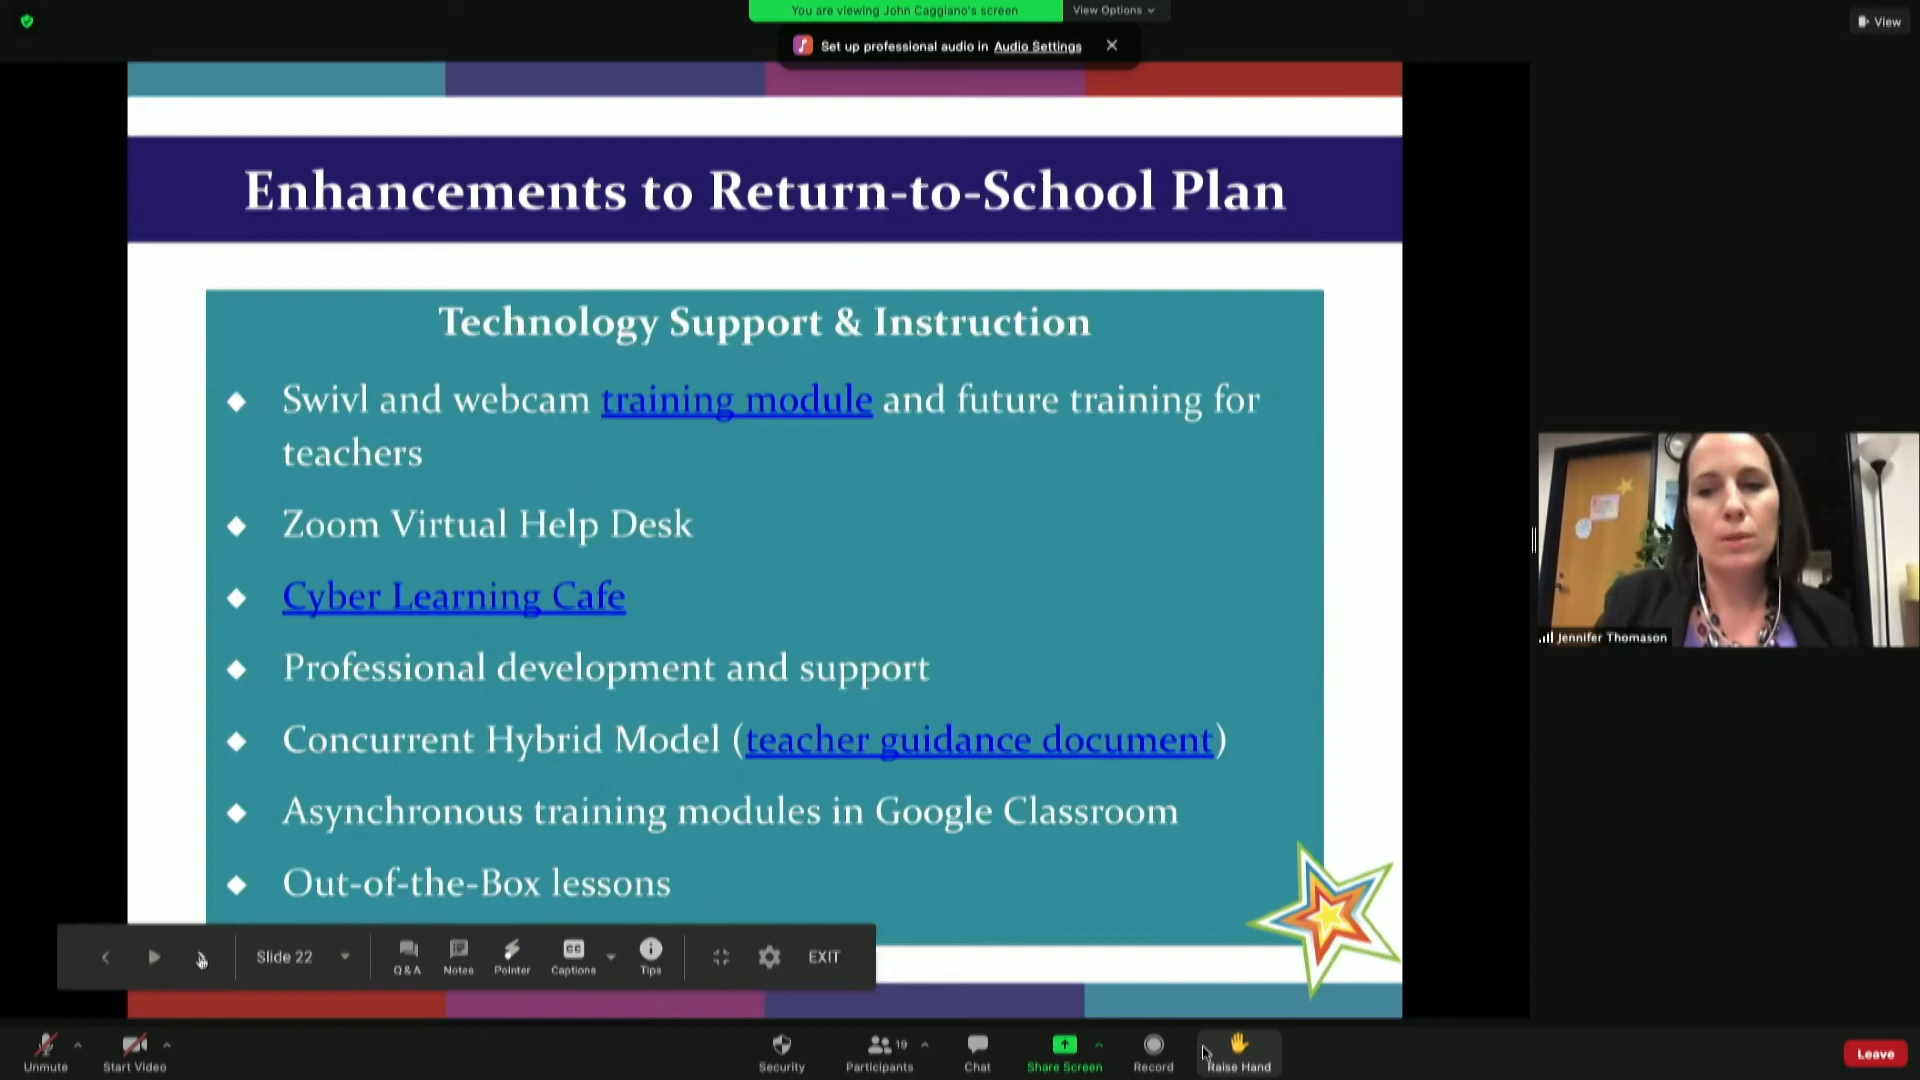 You are viewing John Caggiano's screen
View Options
View
Set up professional audio in Audio Settings
Enhancements to Return-to-School Plan
Technology Support & Instruction
Swivl and webcam training module and future training for
teachers
Zoom Virtual Help Desk
Cyber Learning Cafe
Professional development and support
Concurrent Hybrid Model (teacher guidance document)
Asynchronous training modules in Google Classroom
Out-of-the-Box lessons
Jennifer Thomason
Slide 22
Q&A
Notes
Pointer
CC
Captions
Tips
EXIT
Unmute
Start Video
Security
19
Participants
Chat
Share Screen
Record
Raise Hand
Leave